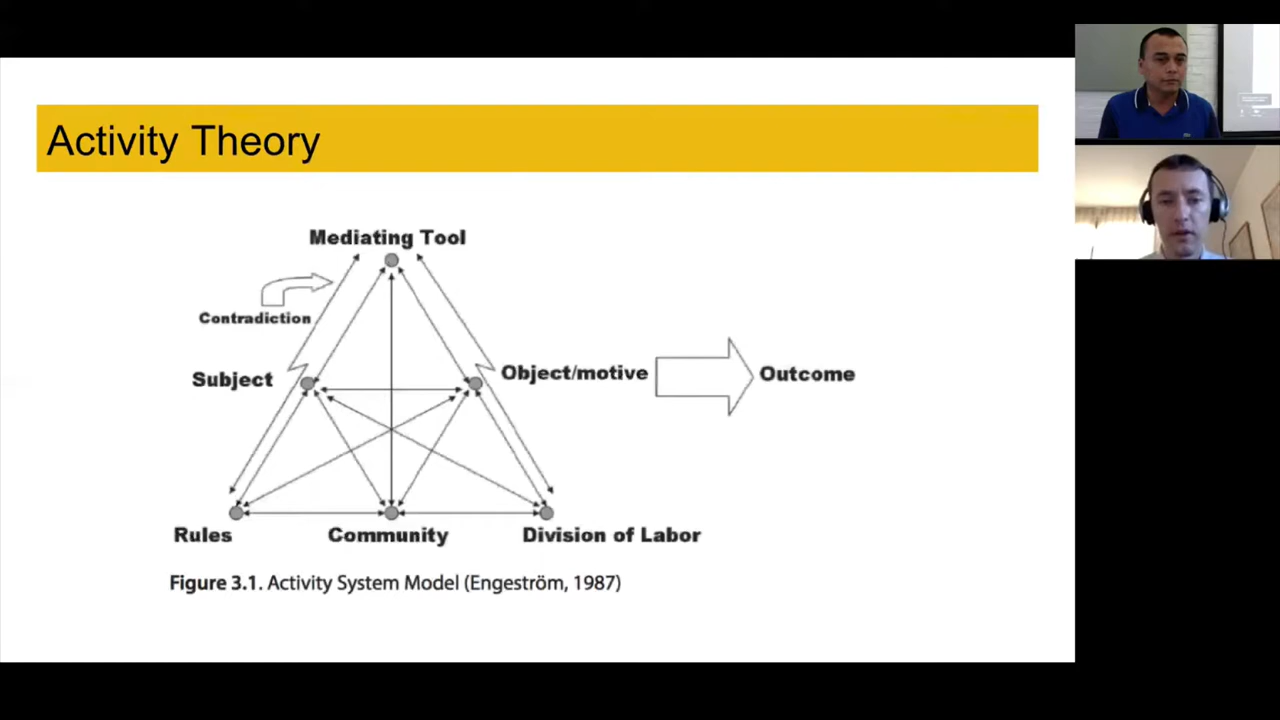 Activity Theory
Mediating Tool
Contradiction
Subject
Object/motive
Outcome
Rules
Community
Division of Labor
Figure 3.1. Activity System Model (Engeström, 1987)